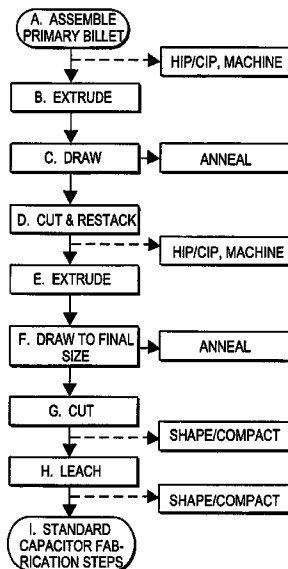 A. ASSEMBLE
PRIMARY BILLET
HIP/CIP, MACHINE
B. EXTRUDE
C. DRAW
ANNEAL
D. CUT & RESTACK
HIP/CIP, MACHINE
E. EXTRUDE
F. DRAW TO FINAL
SIZE
ANNEAL
G. CUT
SHAPE/COMPACT
H. LEACH
SHAPE/COMPACT
I. STANDARD
CAPACITOR FAB-
RICATION STEPS